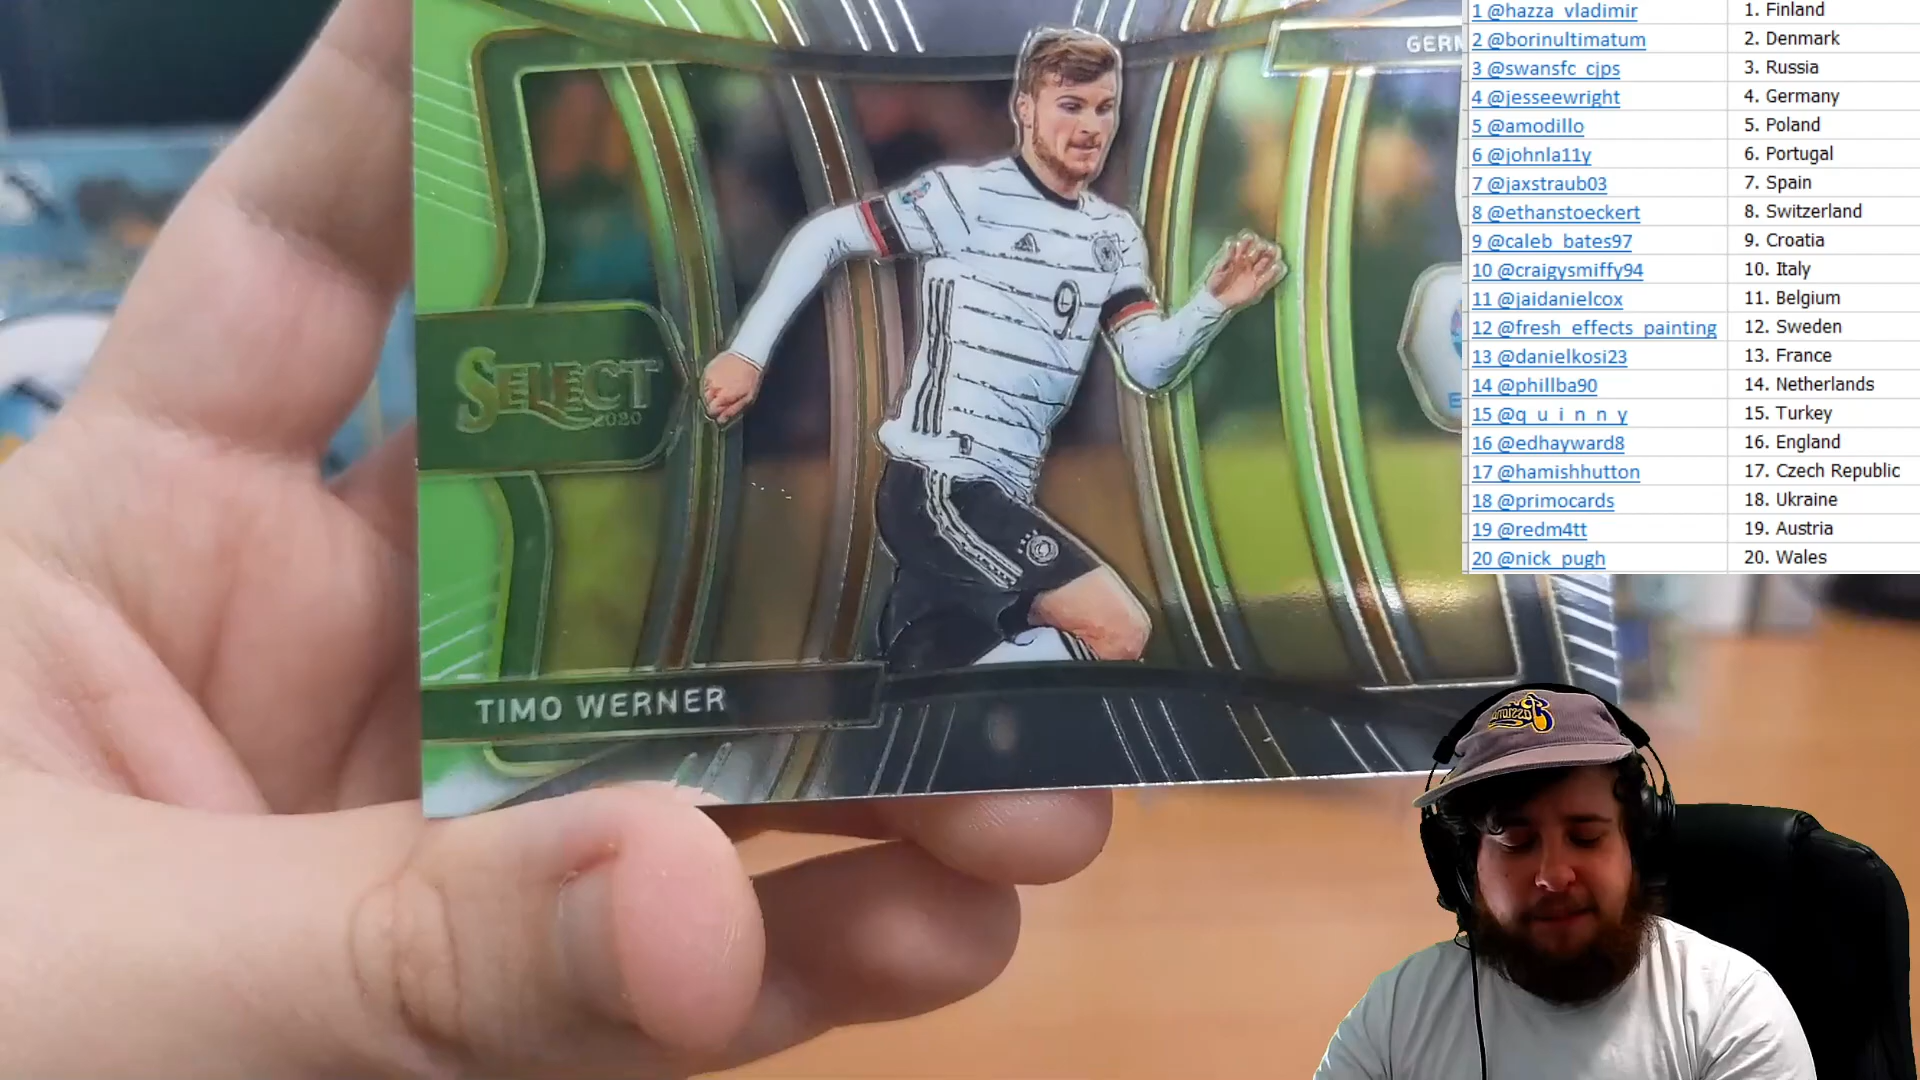 GERM
9
SELECT
2020
TIMO WERNER
1 @hazza_vladimir 1. Finland
2 @borinultimatum 2. Denmark
3 @swansfc_cjps 3. Russia
4 @jesseewright 4. Germany
5 @amodillo 5. Poland
6 @johnla11y 6. Portugal
7 @jaxstraub03 7. Spain
8 @ethanstoeckert 8. Switzerland
9 @caleb_bates97 9. Croatia
10 @craigysmiffy94 10. Italy
11 @jaidanielcox 11. Belgium
12 @fresh_effects_painting 12. Sweden
13 @danielkosi23 13. France
14 @phillba90 14. Netherlands
15 @q_u_i_n_n_y 15. Turkey
16 @edhayward8 16. England
17 @hamishhutton 17. Czech Republic
18 @primocards 18. Ukraine
19 @redm4tt 19. Austria
20 @nick_pugh 20. Wales